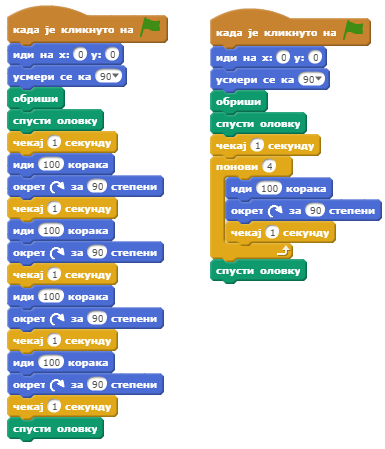 када је кликнуто на
иди на x: 0 y: 0
усмери се ка 90
обриши
спусти оловку
чекај 1 секунду
иди 100 корака
окрет за 90 степени
чекај 1 секунду
иди 100 корака
окрет за 90 степени
чекај 1 секунду
иди 100 корака
окрет за 90 степени
чекај 1 секунду
иди 100 корака
окрет за 90 степени
чекај 1 секунду
спусти оловку
када је кликнуто на
иди на x: 0 y: 0
усмери се ка 90
обриши
спусти оловку
чекај 1 секунду
понови 4
иди 100 корака
окрет за 90 степени
чекај 1 секунду
спусти оловку